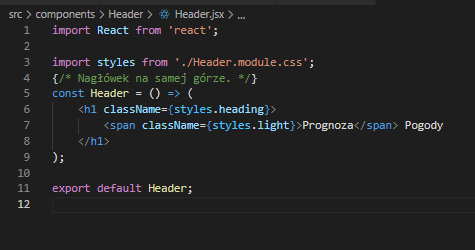 src > components > Header > Header.jsx > ...
1 import React from 'react';
2
3 import styles from './Header.module.css';
4 {/* Nagłówek na samej górze. */}
5 const Header = () => (
6 <h1 className={styles.heading}>
7 <span className={styles.light}>Prognoza</span> Pogody
8 </h1>
9 );
10
11 export default Header;
12